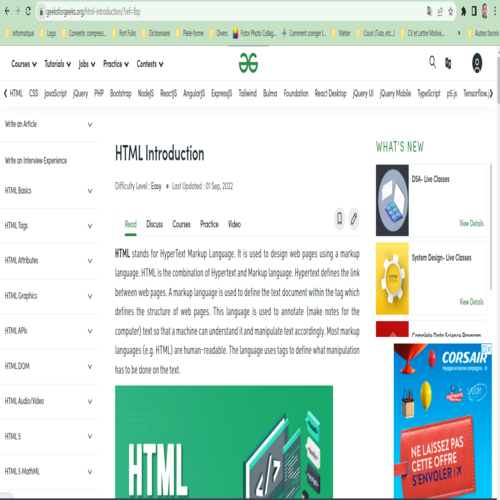 geeksforgeeks.org/html-introduction/?ref=lbp
Informatique Logo Convertir, compress... Port Folio Dictionnaire Plate-forme Divers Fotor Photo Collag... Comment corriger l... Métier Cours (Tuto, etc..) CV et Lettre Motiva... Autres favoris
Courses Tutorials Jobs Practice Contests
HTML CSS JavaScript jQuery PHP Bootstrap NodeJS ReactJS AngularJS ExpressJS Tailwind Bulma Foundation React Desktop jQuery UI jQuery Mobile TypeScript p5.js Tensorflow.js
Write an Article
Write an Interview Experience
HTML Basics
HTML Tags
HTML Attributes
HTML Graphics
HTML APIs
HTML DOM
HTML Audio/Video
HTML 5
HTML 5 MathML
HTML Introduction
Difficulty Level : Easy • Last Updated : 01 Sep, 2022
Read Discuss Courses Practice Video
HTML stands for HyperText Markup Language. It is used to design web pages using a markup
language. HTML is the combination of Hypertext and Markup language. Hypertext defines the link
between web pages. A markup language is used to define the text document within the tag which
defines the structure of web pages. This language is used to annotate (make notes for the
computer) text so that a machine can understand it and manipulate text accordingly. Most markup
languages (e.g. HTML) are human-readable. The language uses tags to define what manipulation
has to be done on the text.
HTML
WHAT'S NEW
DSA- Live Classes
View Details
System Design- Live Classes
View Details
Complete Data Science Program
CORSAIR
NE LAISSEZ PAS
CETTE OFFRE
S'ENVOLER